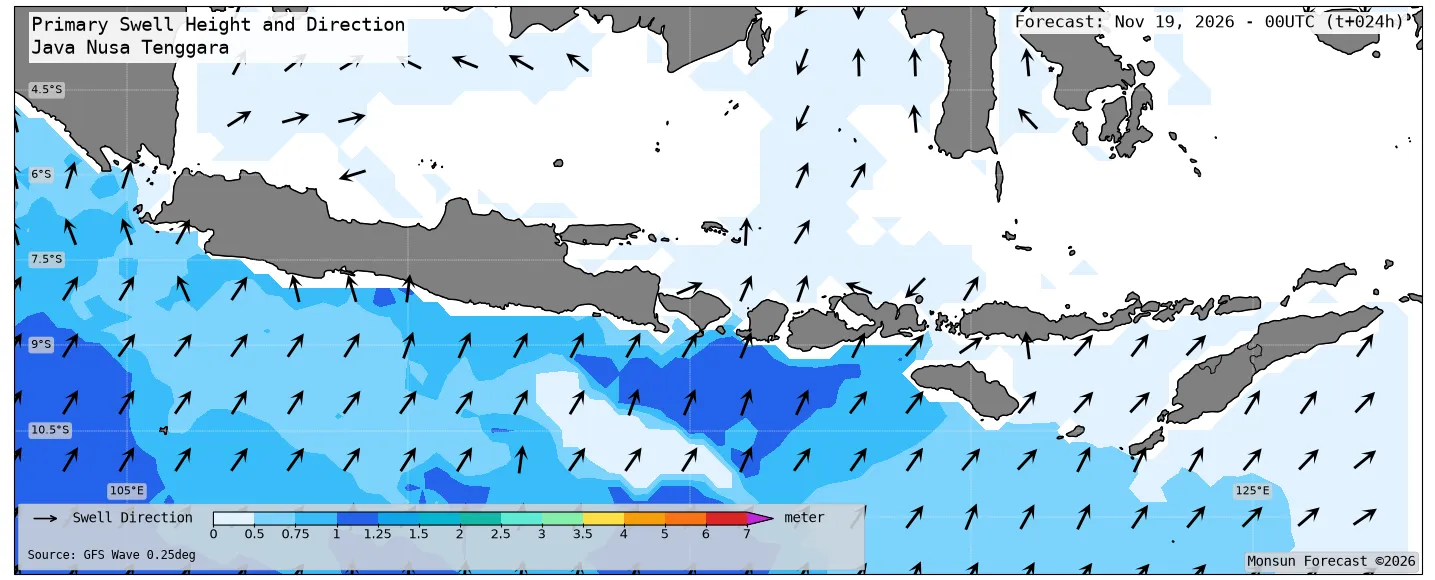 Primary Swell Height and Direction
Java Nusa Tenggara
Forecast: Nov 19, 2026 - 00UTC (t+024h)
4.5°S
6°S
7.5°S
9°S
10.5°S
105°E
125°E
Swell Direction
0 0.5 0.75 1 1.25 1.5 2 2.5 3 3.5 4 5 6 7
meter
Source: GFS Wave 0.25deg
Monsun Forecast ©2026